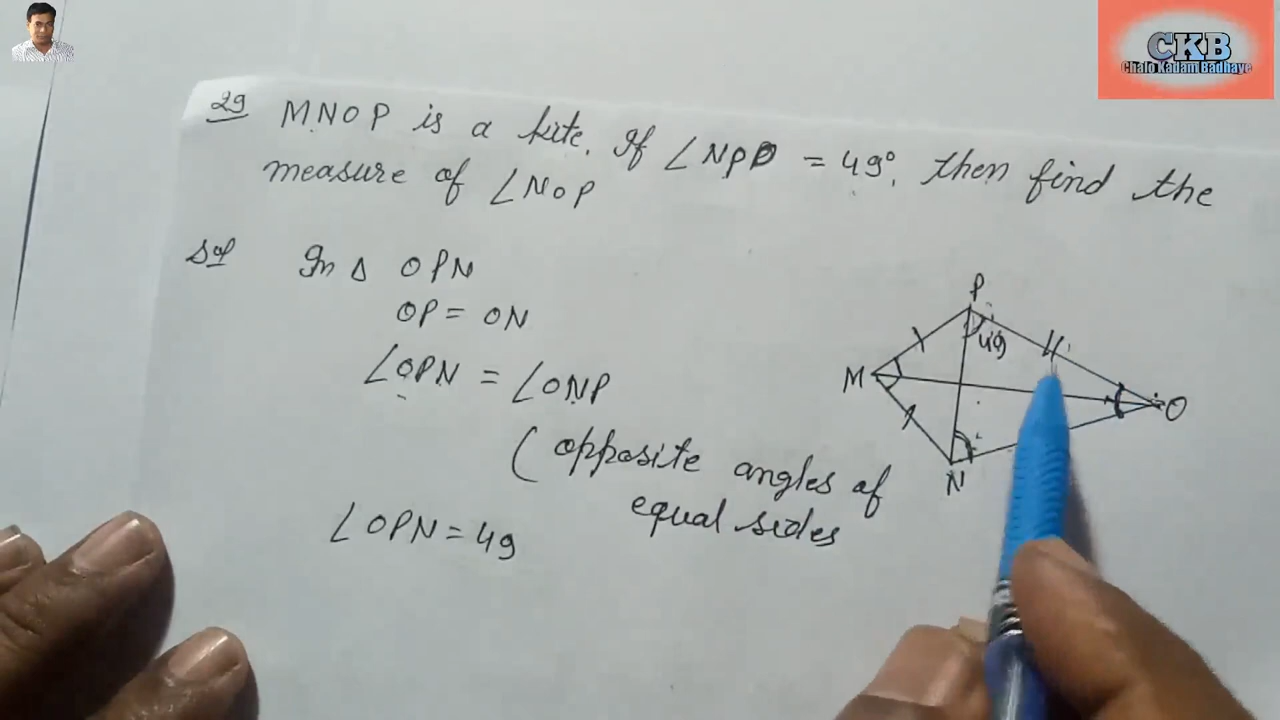 CKB
Chalo Kadam Badhaye
29 MNOP is a kite. If ∠NPO = 49°, then find the
measure of ∠NOP
Sol In Δ OPN
OP = ON
∠OPN = ∠ONP
(opposite angles of
equal sides
∠OPN = 49
P
49
M
O
N